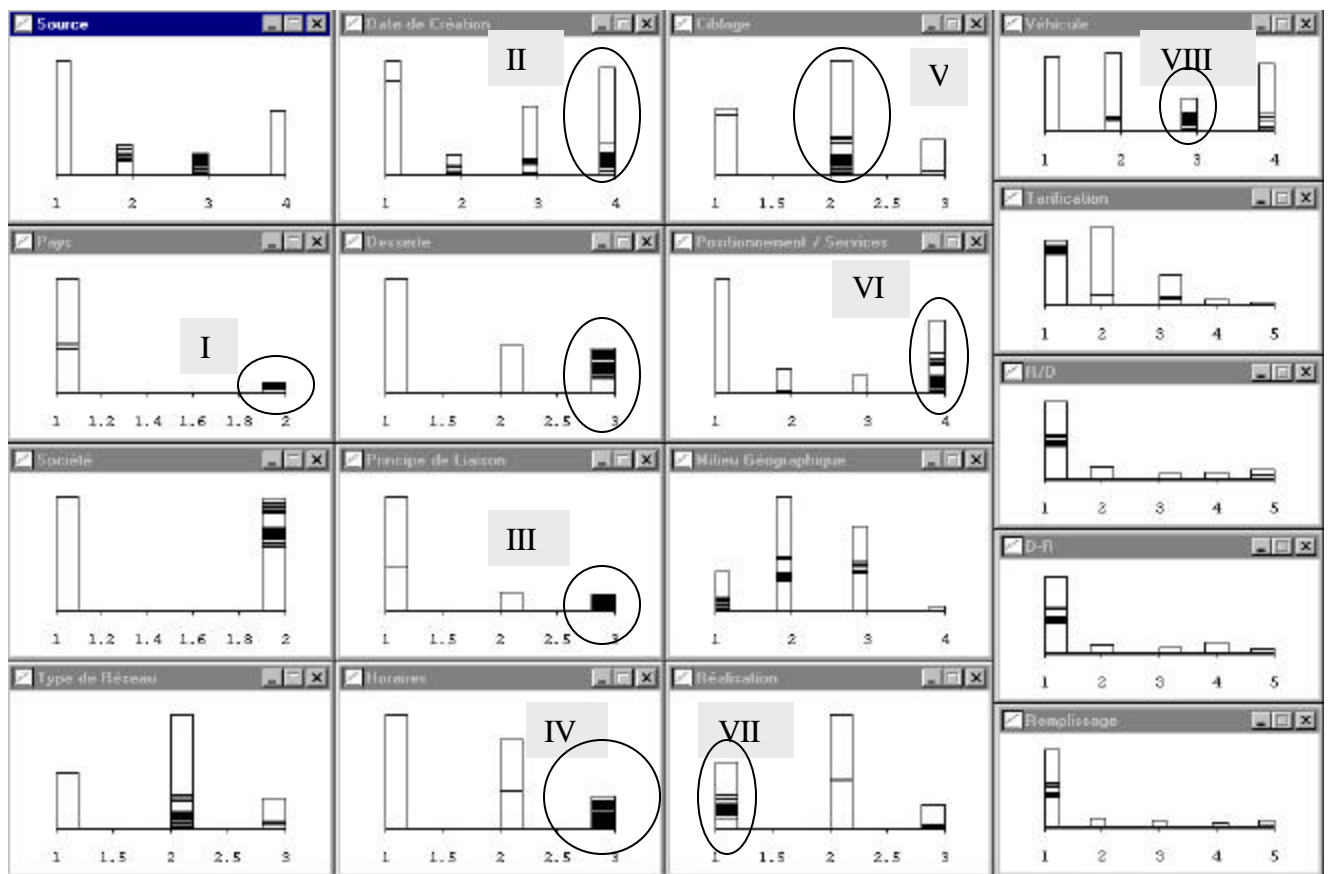 Source
1 2 3 4
Date de Création
II
1 2 3 4
Ciblage
V
1 1.5 2 2.5 3
Véhicule
VIII
1 2 3 4
Pays
I
1 1.2 1.4 1.6 1.8 2
Desserte
1 1.5 2 2.5 3
Positionnement / Services
VI
1 2 3 4
Tarification
1 2 3 4 5
R/D
1 2 3 4 5
Société
1 1.2 1.4 1.6 1.8 2
Principe de Liaison
III
1 1.5 2 2.5 3
Milieu Géographique
1 2 3 4
D-R
1 2 3 4 5
Type de Réseau
1 1.5 2 2.5 3
Horaires
IV
1 1.5 2 2.5 3
Réalisation
VII
1 1.5 2 2.5 3
Remplissage
1 2 3 4 5